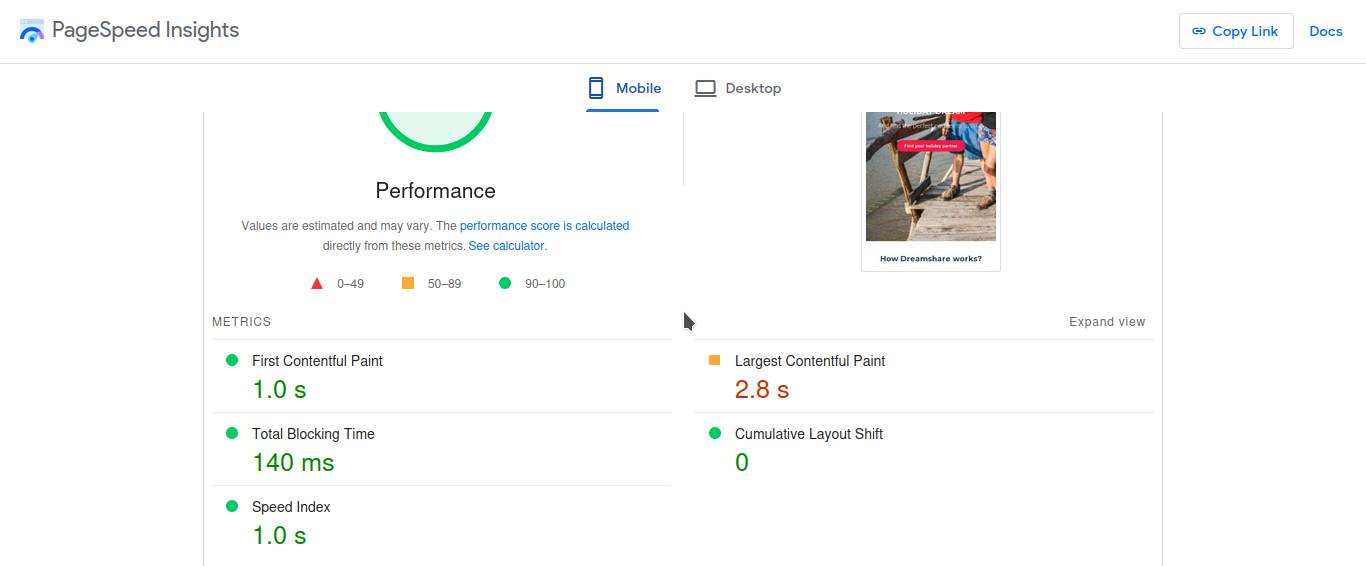 PageSpeed Insights
Copy Link
Docs
Mobile
Desktop
Find your holiday partner
How Dreamshare works?
Performance
Values are estimated and may vary. The performance score is calculated
directly from these metrics. See calculator.
0–49
50–89
90–100
METRICS
Expand view
First Contentful Paint
1.0 s
Largest Contentful Paint
2.8 s
Total Blocking Time
140 ms
Cumulative Layout Shift
0
Speed Index
1.0 s